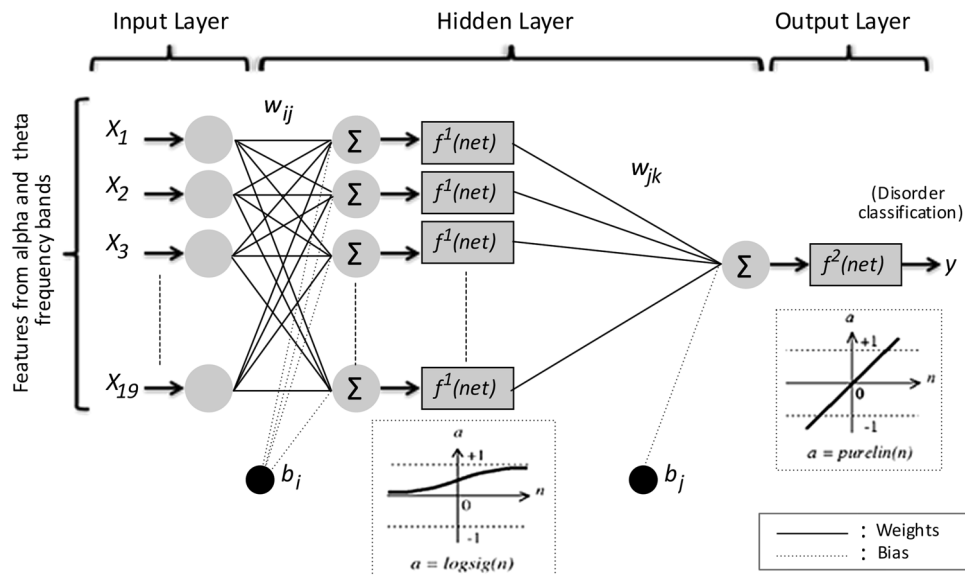 Input Layer
Hidden Layer
Output Layer
Features from alpha and theta
frequency bands
X1
X2
X3
X19
wij
Σ
Σ
Σ
Σ
f1(net)
f1(net)
f1(net)
f1(net)
wjk
Σ
f2(net)
y
(Disorder
classification)
bi
bj
a
+1
n
0
-1
a = logsig(n)
a
+1
n
0
-1
a = purelin(n)
: Weights
: Bias